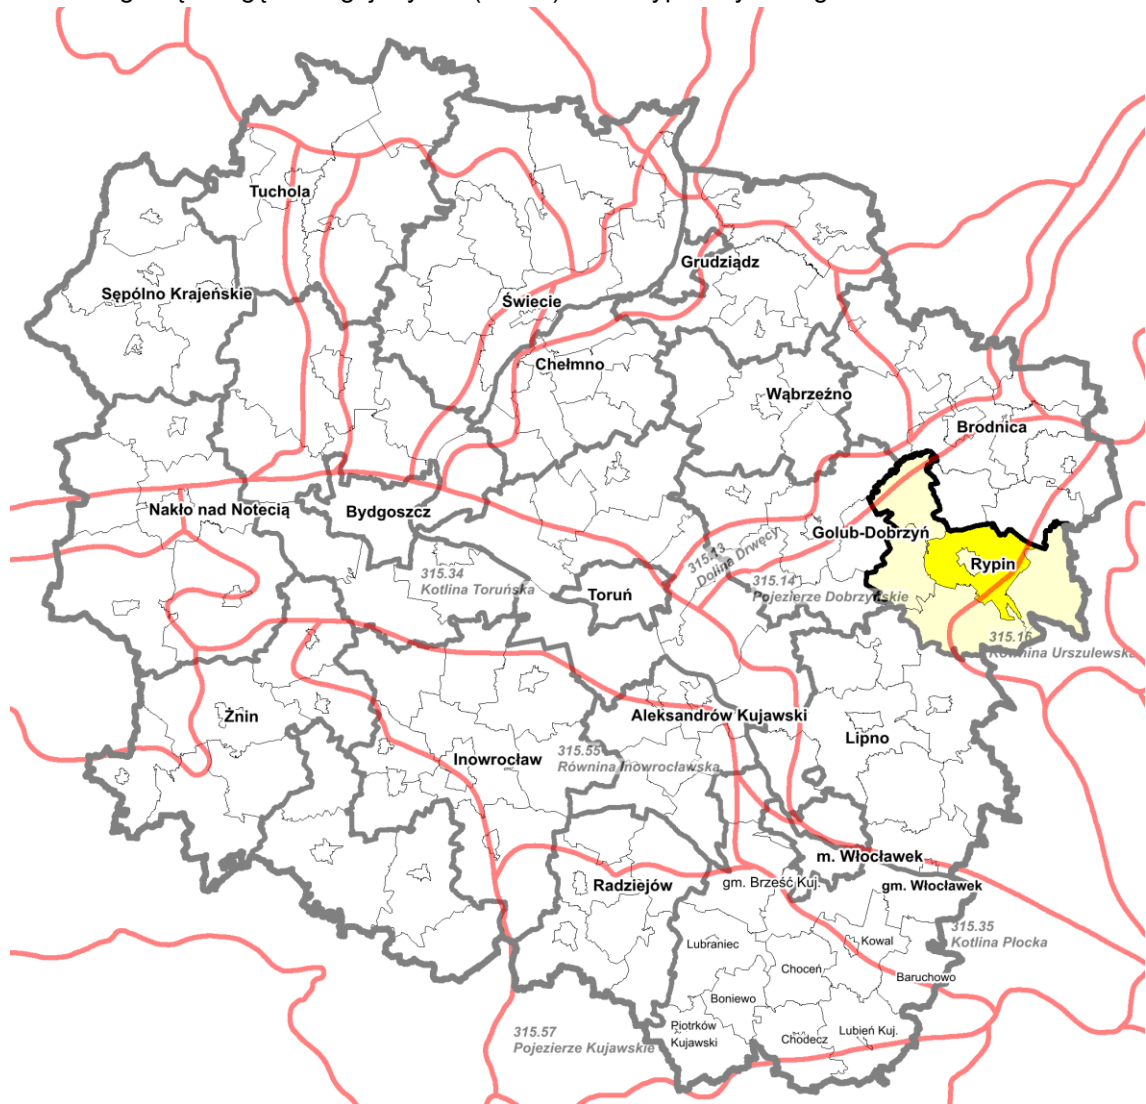 Tuchola
Grudziądz
Sępólno Krajeńskie
Świecie
Chełmno
Wąbrzeźno
Brodnica
Nakło nad Notecią
Bydgoszcz
Golub-Dobrzyń
315.13
Dolina Drwęcy
Rypin
315.34
Kotlina Toruńska
315.14
Pojezierze Dobrzyńskie
Toruń
315.16
Równina Urszulewska
Żnin
Aleksandrów Kujawski
Lipno
Inowrocław
315.55
Równina Inowrocławska
m. Włocławek
Radziejów
gm. Brześć Kuj.
gm. Włocławek
315.35
Kotlina Płocka
Lubraniec
Kowal
Choceń
Baruchowo
Boniewo
Piotrków
Kujawski
Lubień Kuj.
Chodecz
315.57
Pojezierze Kujawskie